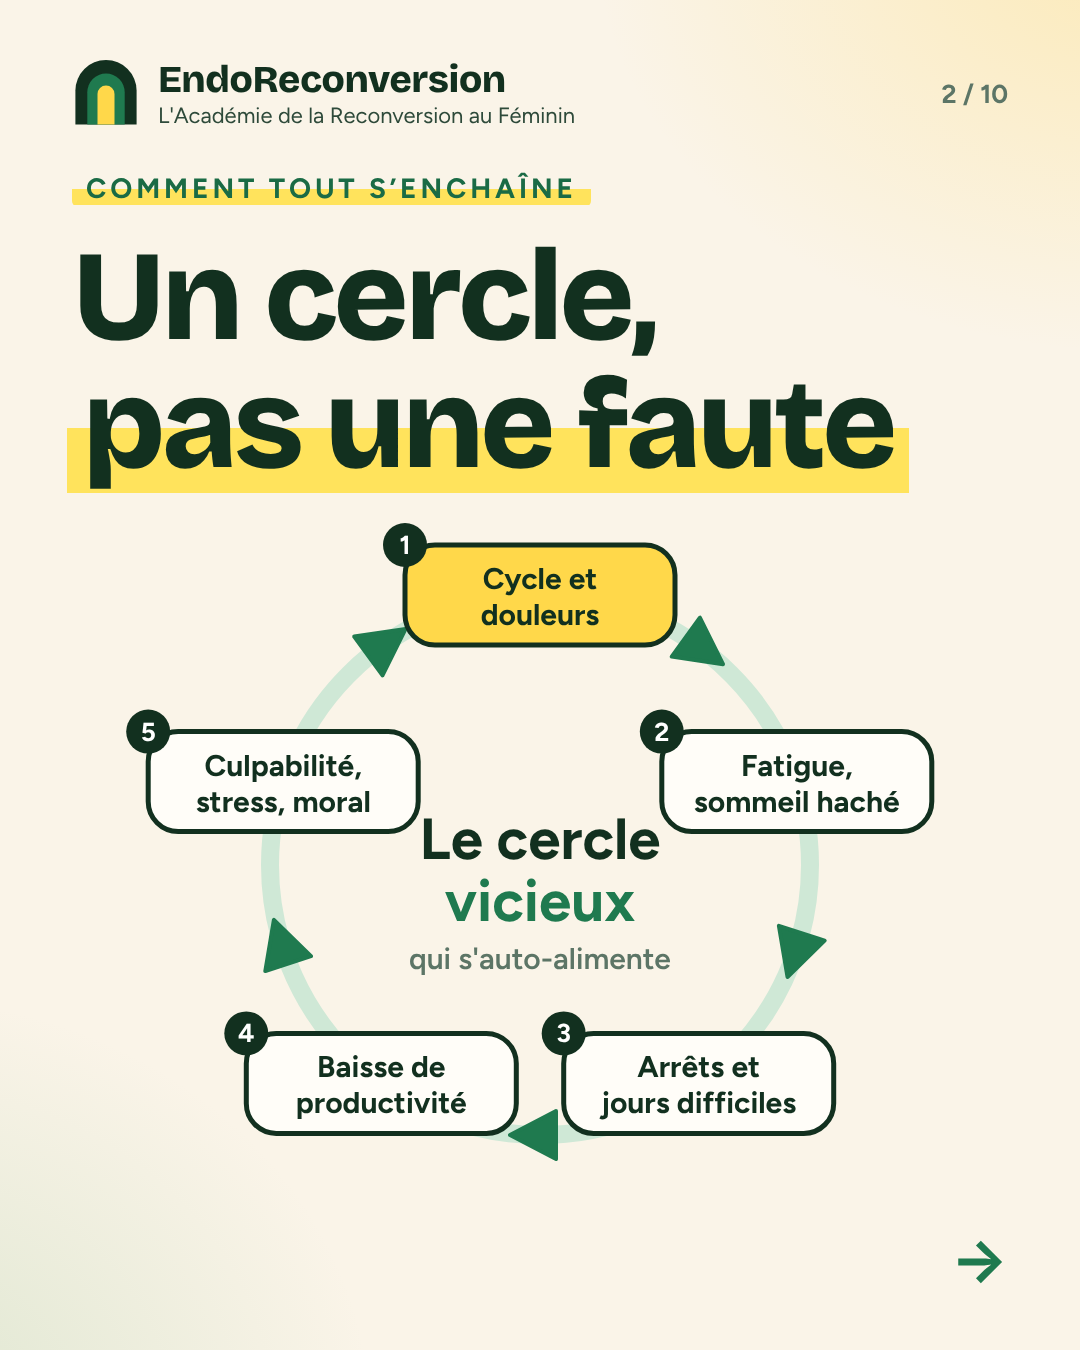 EndoReconversion
L'Académie de la Reconversion au Féminin
2 / 10
COMMENT TOUT S’ENCHAÎNE
Un cercle,
pas une faute
1
Cycle et
douleurs
2
Fatigue,
sommeil haché
3
Arrêts et
jours difficiles
4
Baisse de
productivité
5
Culpabilité,
stress, moral
Le cercle
vicieux
qui s'auto-alimente